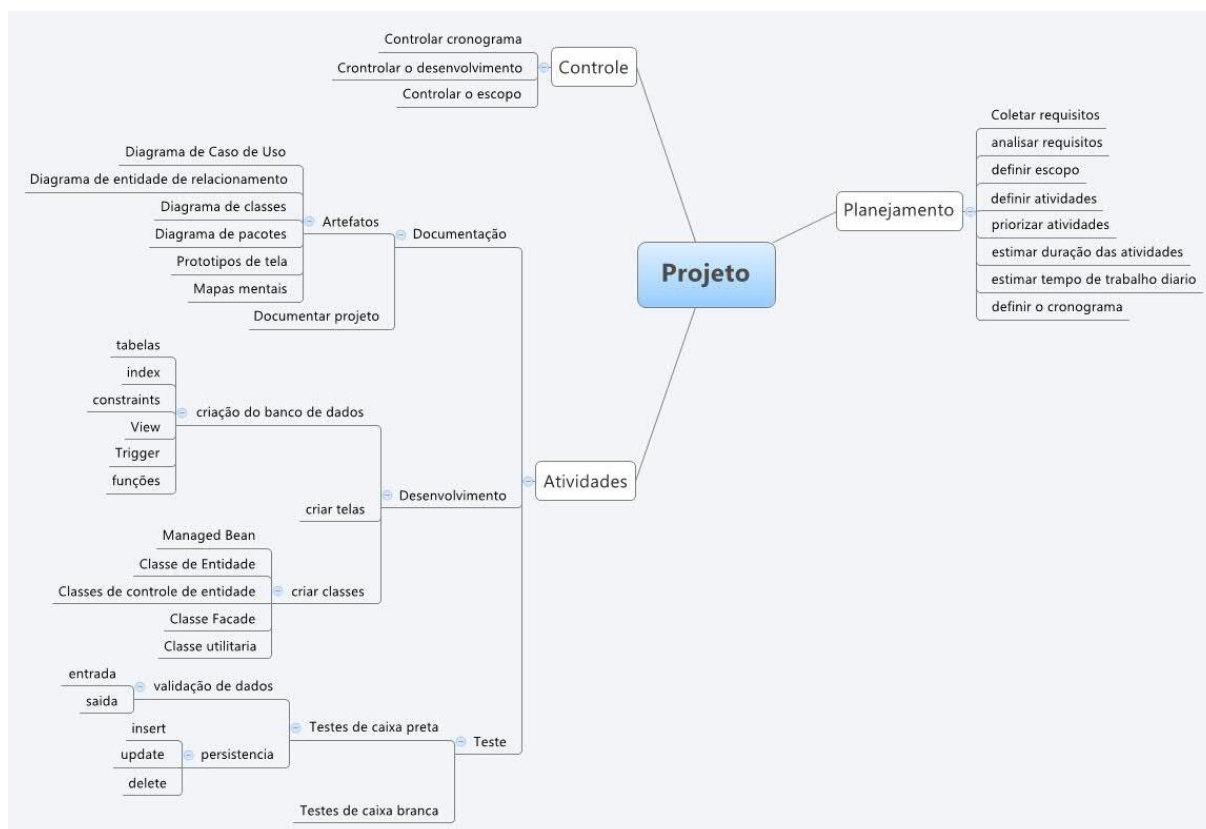 Controlar cronograma
Crontrolar o desenvolvimento
Controlar o escopo
Controle
Coletar requisitos
analisar requisitos
definir escopo
definir atividades
priorizar atividades
estimar duração das atividades
estimar tempo de trabalho diario
definir o cronograma
Planejamento
Projeto
Diagrama de Caso de Uso
Diagrama de entidade de relacionamento
Diagrama de classes
Diagrama de pacotes
Prototipos de tela
Mapas mentais
Artefatos
Documentar projeto
Documentação
tabelas
index
constraints
View
Trigger
funções
criação do banco de dados
criar telas
Desenvolvimento
Atividades
Managed Bean
Classe de Entidade
Classes de controle de entidade
Classe Facade
Classe utilitaria
criar classes
entrada
saida
validação de dados
insert
update
delete
persistencia
Testes de caixa preta
Testes de caixa branca
Teste